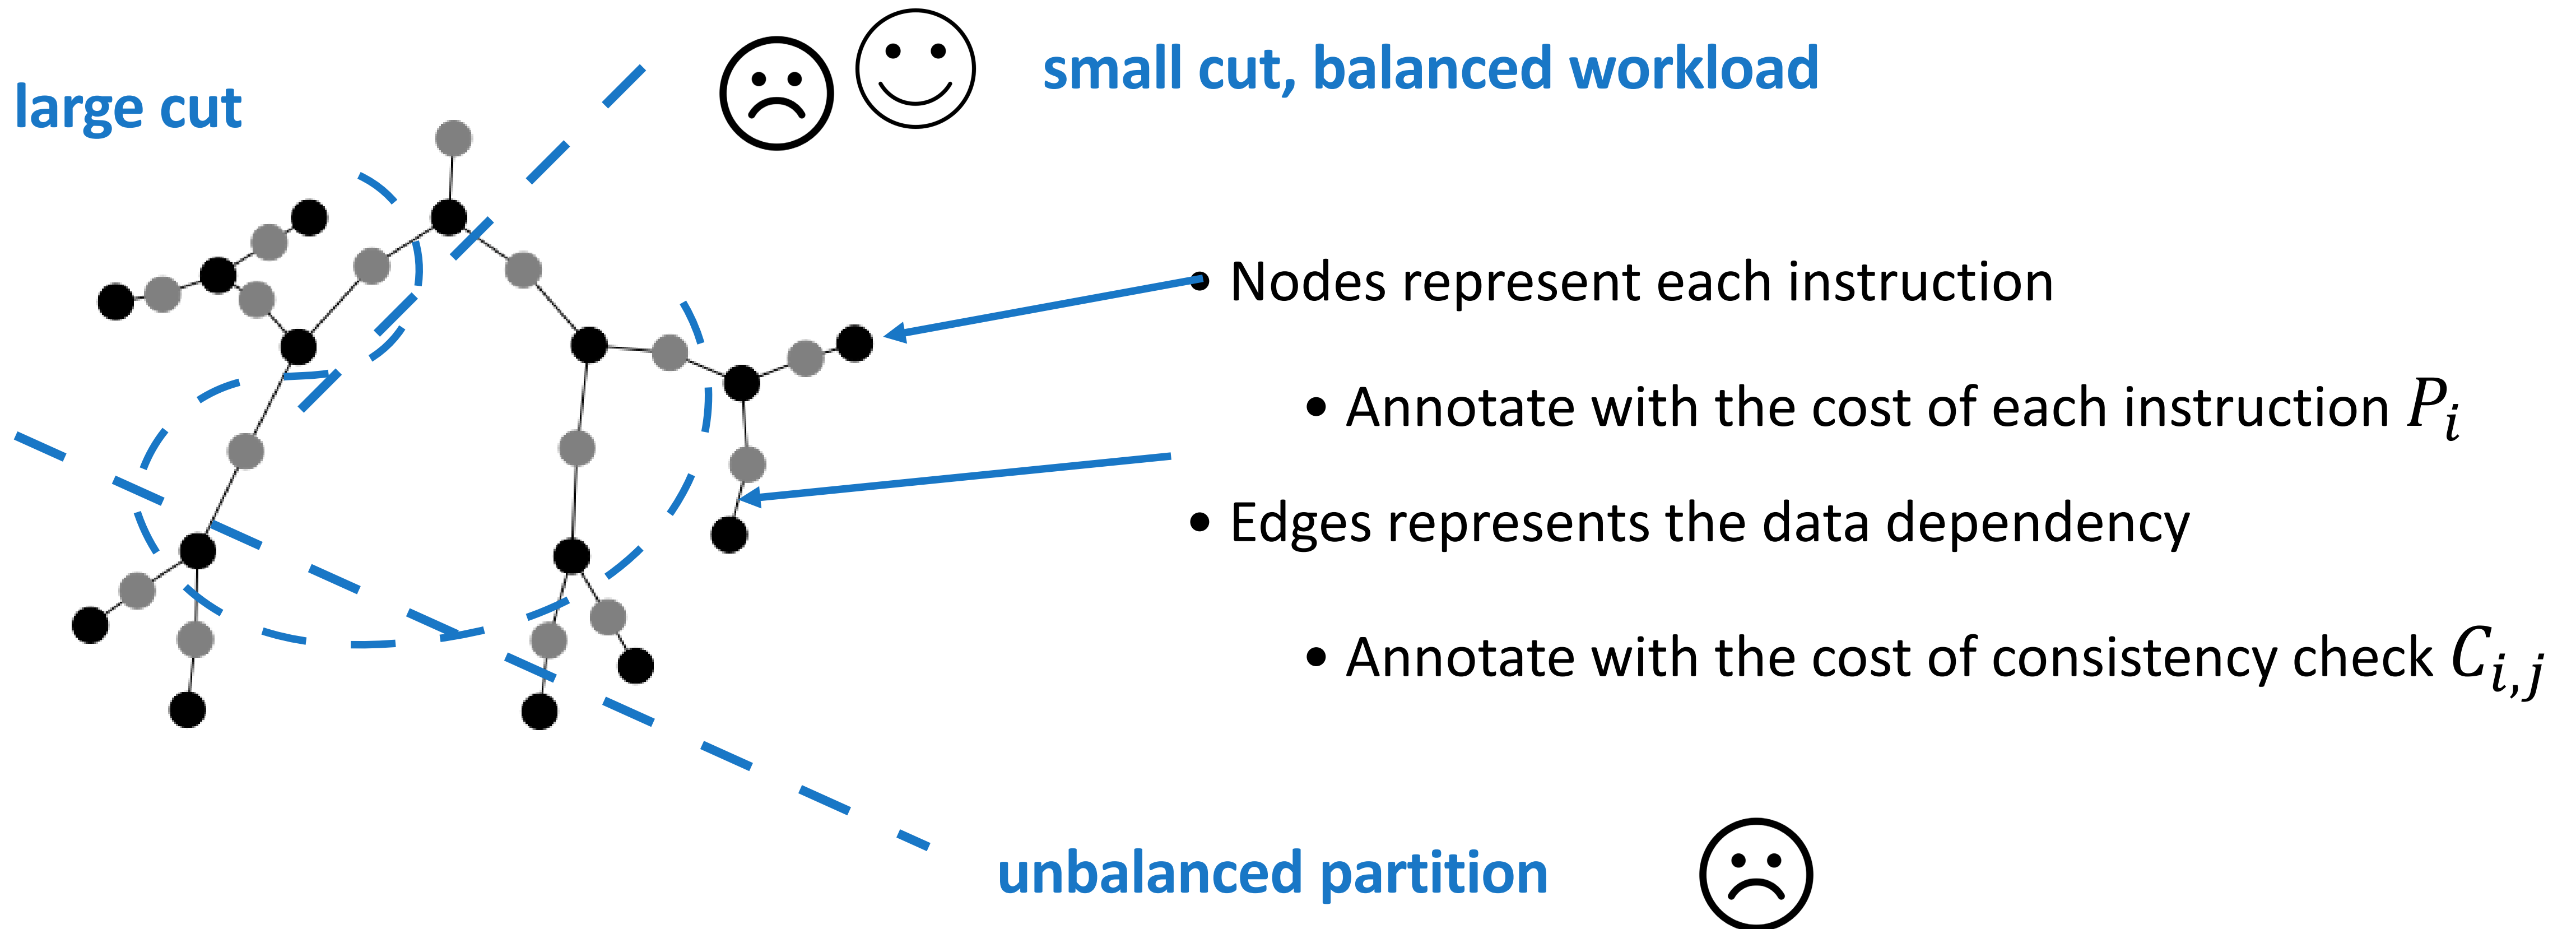 large cut
small cut, balanced workload
• Nodes represent each instruction
• Annotate with the cost of each instruction P_i
• Edges represents the data dependency
• Annotate with the cost of consistency check C_{i,j}
unbalanced partition